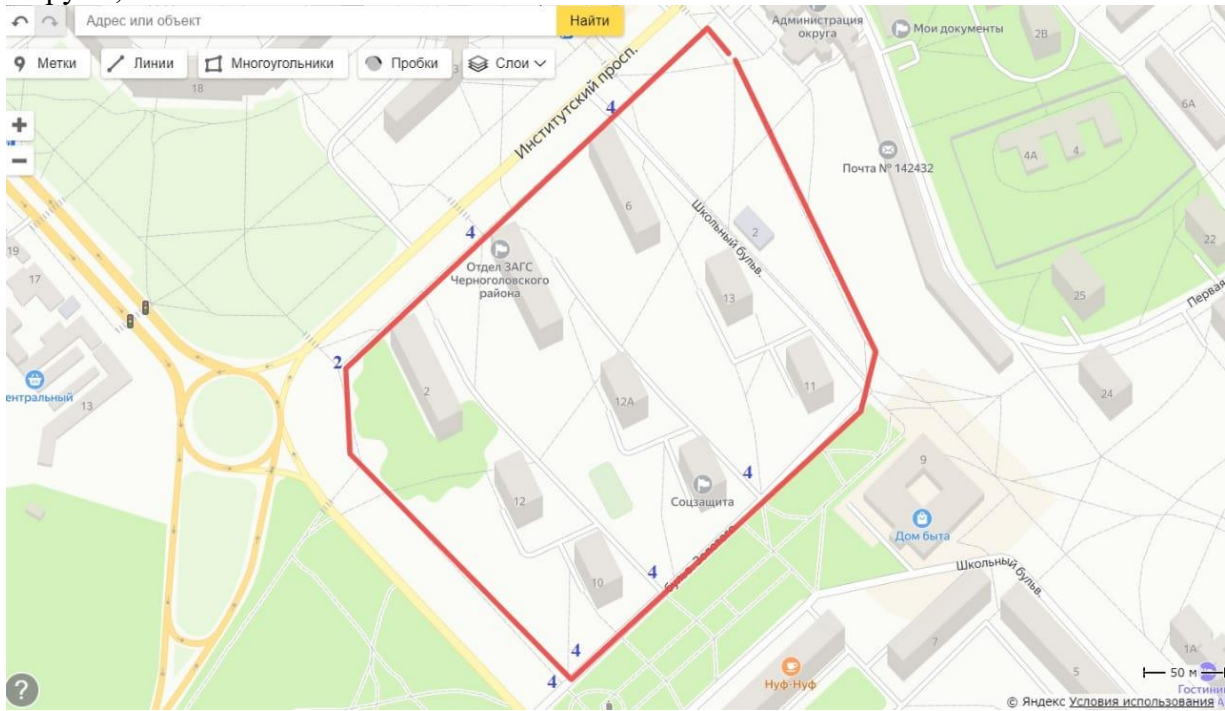 Адрес или объект
Найти
Метки
Линии
Многоугольники
Пробки
Слои
18
3
Администрация
округа
Мои документы
2В
6А
4А
4
Институтский просп.
4
Почта № 142432
6
Школьный бульв.
2
22
4
Отдел ЗАГС
Черноголовского
района
19
17
13
25
Первая
2
2
12А
11
24
Центральный
13
12
Соцзащита
4
9
Дом быта
4
10
Школьный бульв.
7
5
1А
4
4
Нуф-Нуф
50 м
© Яндекс Условия использования